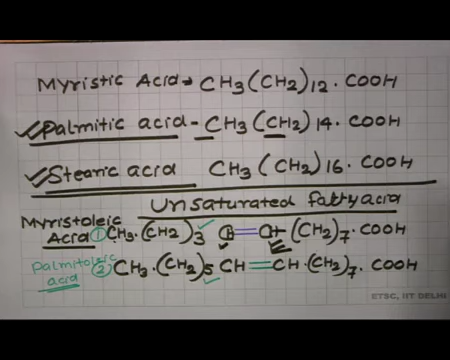 Myristic Acid → CH3(CH2)12.COOH
Palmitic acid - CH3(CH2)14.COOH
Stearic acid CH3(CH2)16.COOH
Unsaturated fattyacid
Myristoleic Acid ① CH3.(CH2)3 CH=CH(CH2)7.COOH
Palmitoleic acid ② CH3.(CH2)5 CH=CH.(CH2)7.COOH
ETSC, IIT DELHI